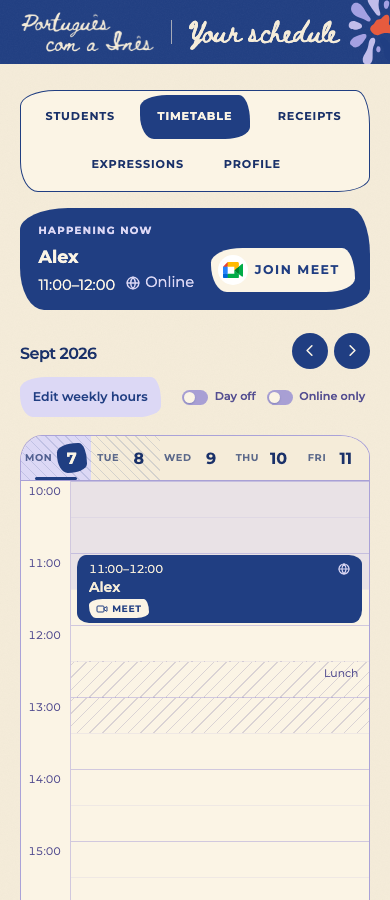 Português
com a Inês
Your schedule
STUDENTS TIMETABLE RECEIPTS
EXPRESSIONS PROFILE
HAPPENING NOW
Alex
11:00–12:00 Online
JOIN MEET
Sept 2026
Edit weekly hours Day off Online only
MON 7 TUE 8 WED 9 THU 10 FRI 11
10:00
11:00
11:00–12:00
Alex
MEET
12:00
Lunch
13:00
14:00
15:00